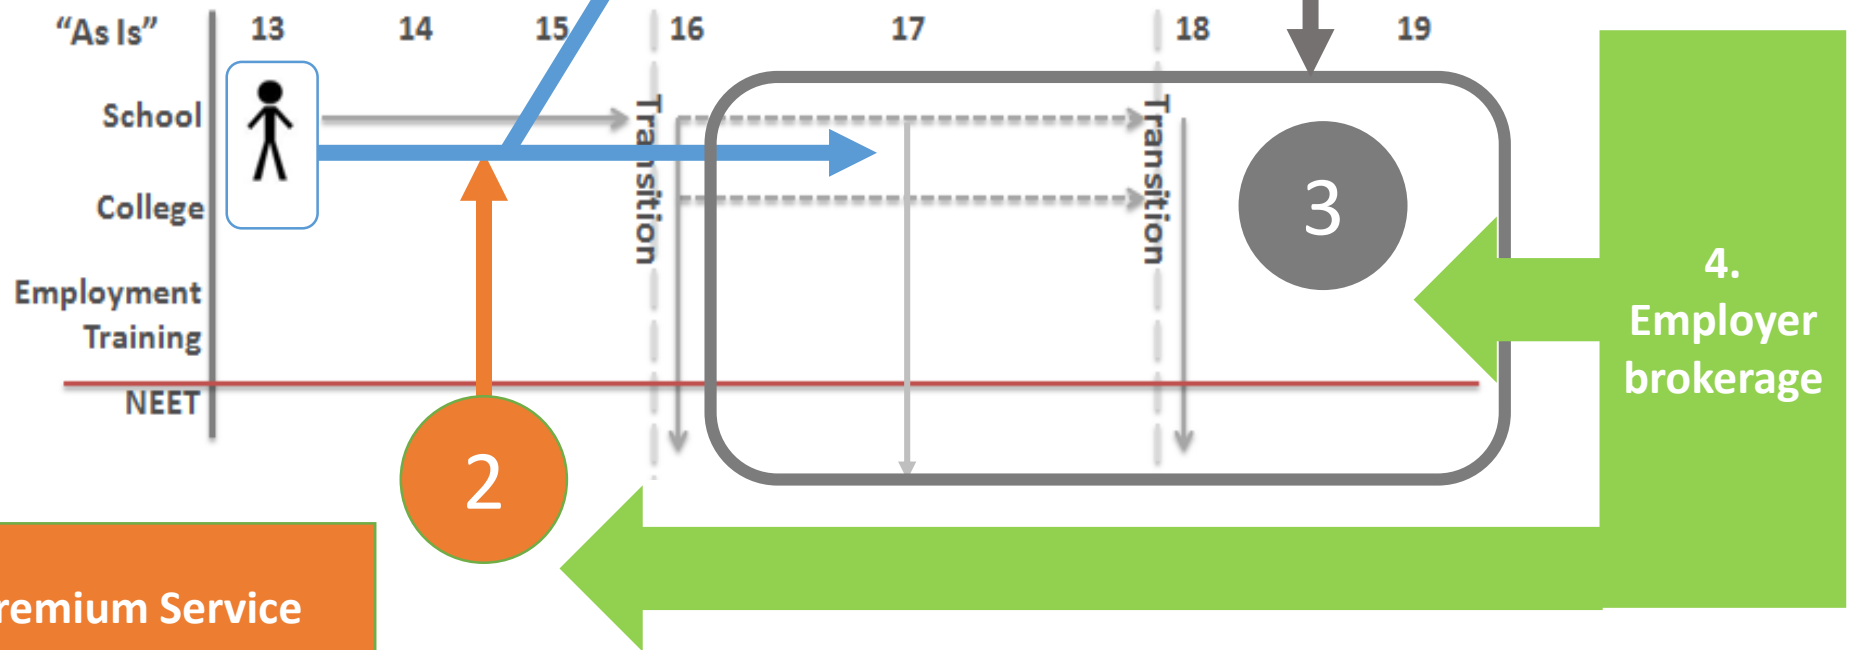 “As Is” 13 14 15 16 17 18 19
School
College
Employment
Training
NEET
Transition
Transition
2
3
4.
Employer
brokerage
Service